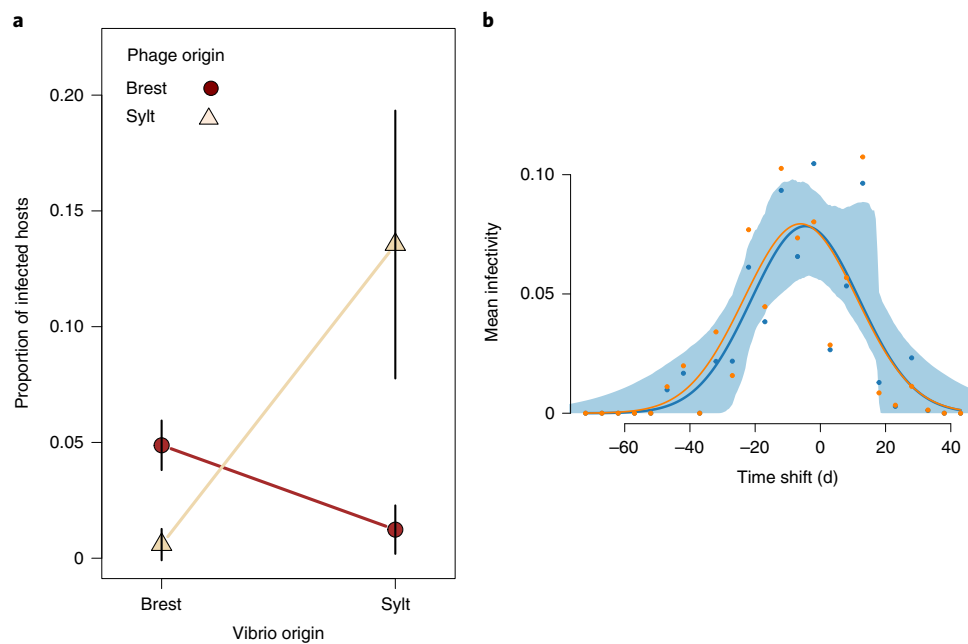 a
Phage origin
Brest
Sylt
0.20
0.15
0.10
0.05
0
Proportion of infected hosts
Brest
Sylt
Vibrio origin
b
0.10
0.05
0
Mean infectivity
−60
−40
−20
0
20
40
Time shift (d)